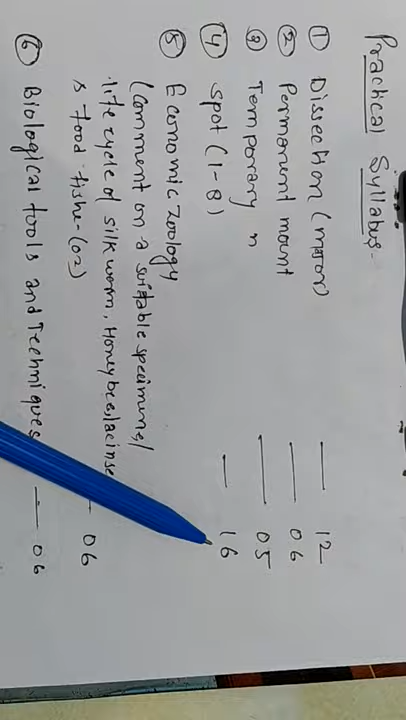 Practical Syllabus-
① Dissection (major) — 12
② Permanent mount — 06
③ Temporary " — 05
④ Spot (1-8) — 16
⑤ Economic Zoology
(comment on a suitable specimens/
life cycle of silk worm, Honey bee, lac inse
& food fishe-(02) — 06
⑥ Biological tools and Techniques — 06